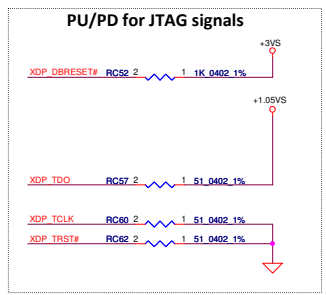 PU/PD for JTAG signals
+3VS
XDP_DBRESET# RC52 2 1 1K_0402_1%
+1.05VS
XDP_TDO RC57 2 1 51_0402_1%
XDP_TCLK RC60 2 1 51_0402_1%
XDP_TRST# RC62 2 1 51_0402_1%